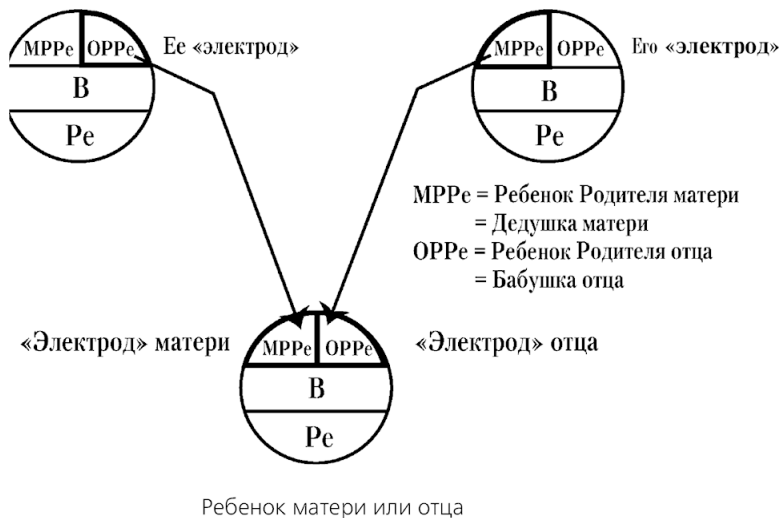 МРРе ОРРе Ее «электрод»
В
Ре
МРРе ОРРе Его «электрод»
В
Ре
МРРе = Ребенок Родителя матери
= Дедушка матери
ОРРе = Ребенок Родителя отца
= Бабушка отца
«Электрод» матери
МРРе ОРРе
«Электрод» отца
В
Ре
Ребенок матери или отца